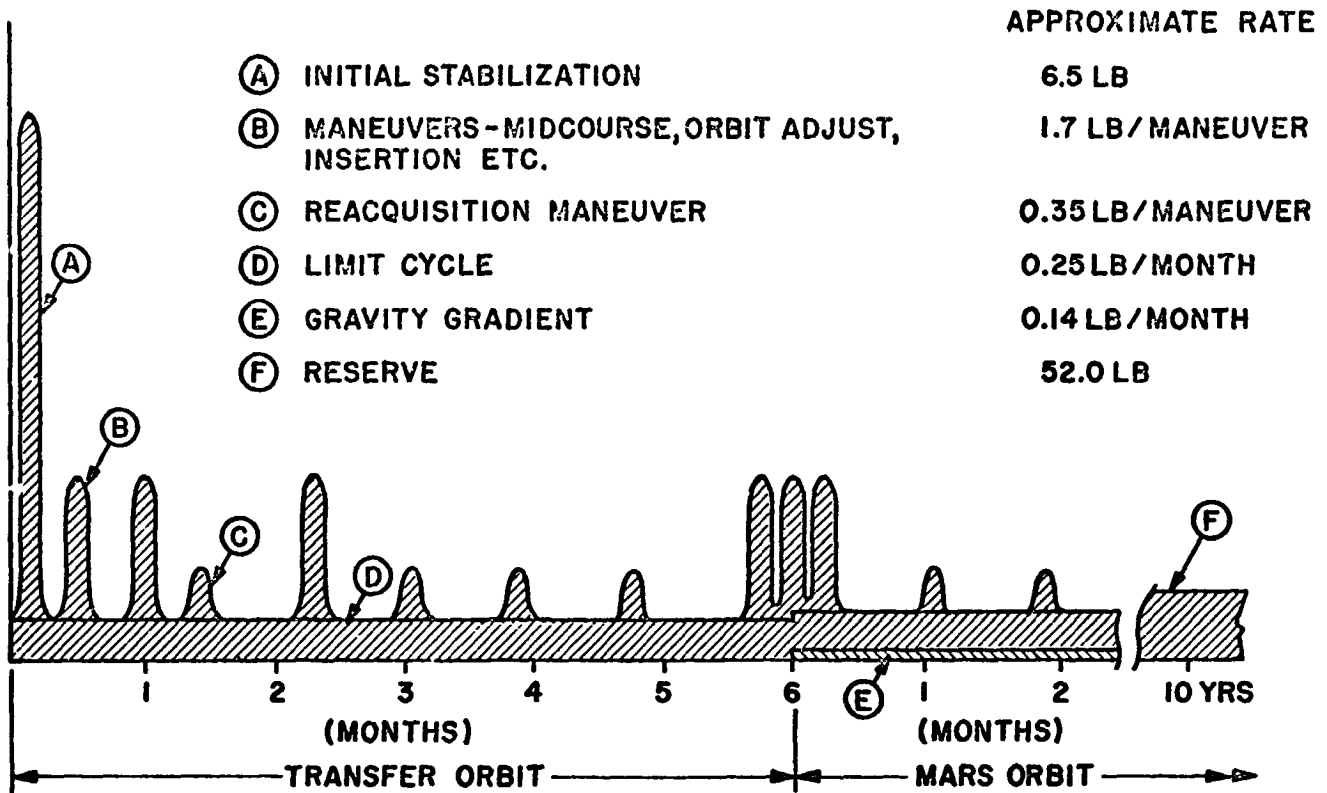 APPROXIMATE RATE
A INITIAL STABILIZATION 6.5 LB
B MANEUVERS-MIDCOURSE, ORBIT ADJUST, 1.7 LB/MANEUVER
INSERTION ETC.
C REACQUISITION MANEUVER 0.35 LB/MANEUVER
D LIMIT CYCLE 0.25 LB/MONTH
E GRAVITY GRADIENT 0.14 LB/MONTH
F RESERVE 52.0 LB
A
B
C
D
F
E
1 2 3 4 5 6 1 2 10 YRS
(MONTHS) (MONTHS)
TRANSFER ORBIT MARS ORBIT